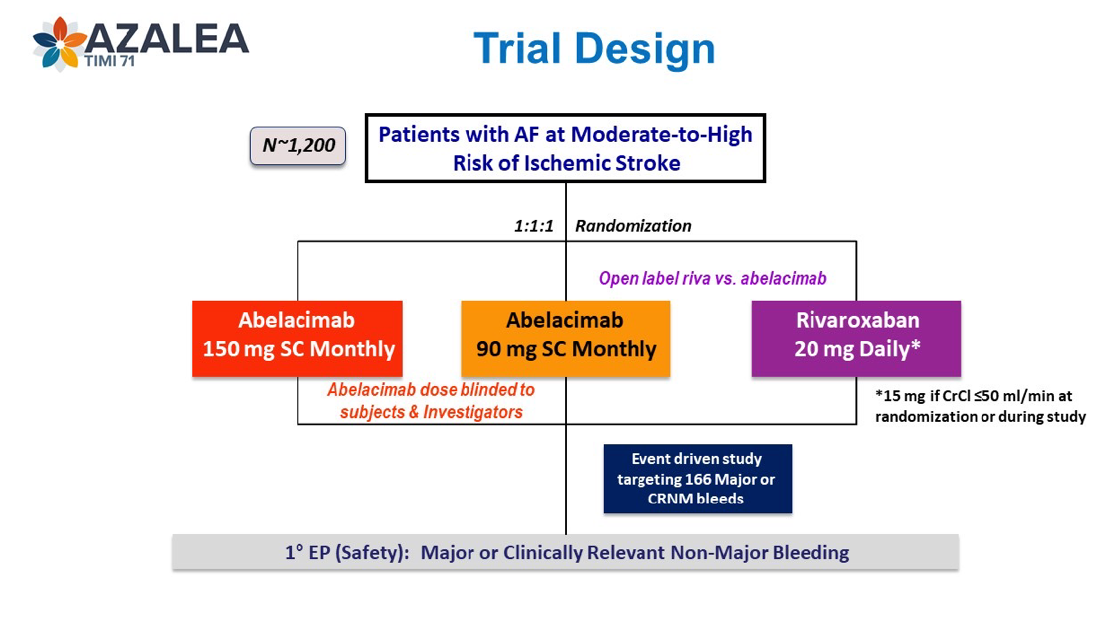 AZALEA
TIMI 71
Trial Design
N~1,200
Patients with AF at Moderate-to-High
Risk of Ischemic Stroke
1:1:1 Randomization
Open label riva vs. abelacimab
Abelacimab
150 mg SC Monthly
Abelacimab
90 mg SC Monthly
Rivaroxaban
20 mg Daily*
Abelacimab dose blinded to
subjects & Investigators
*15 mg if CrCl ≤50 ml/min at
randomization or during study
Event driven study
targeting 166 Major or
CRNM bleeds
1° EP (Safety): Major or Clinically Relevant Non-Major Bleeding